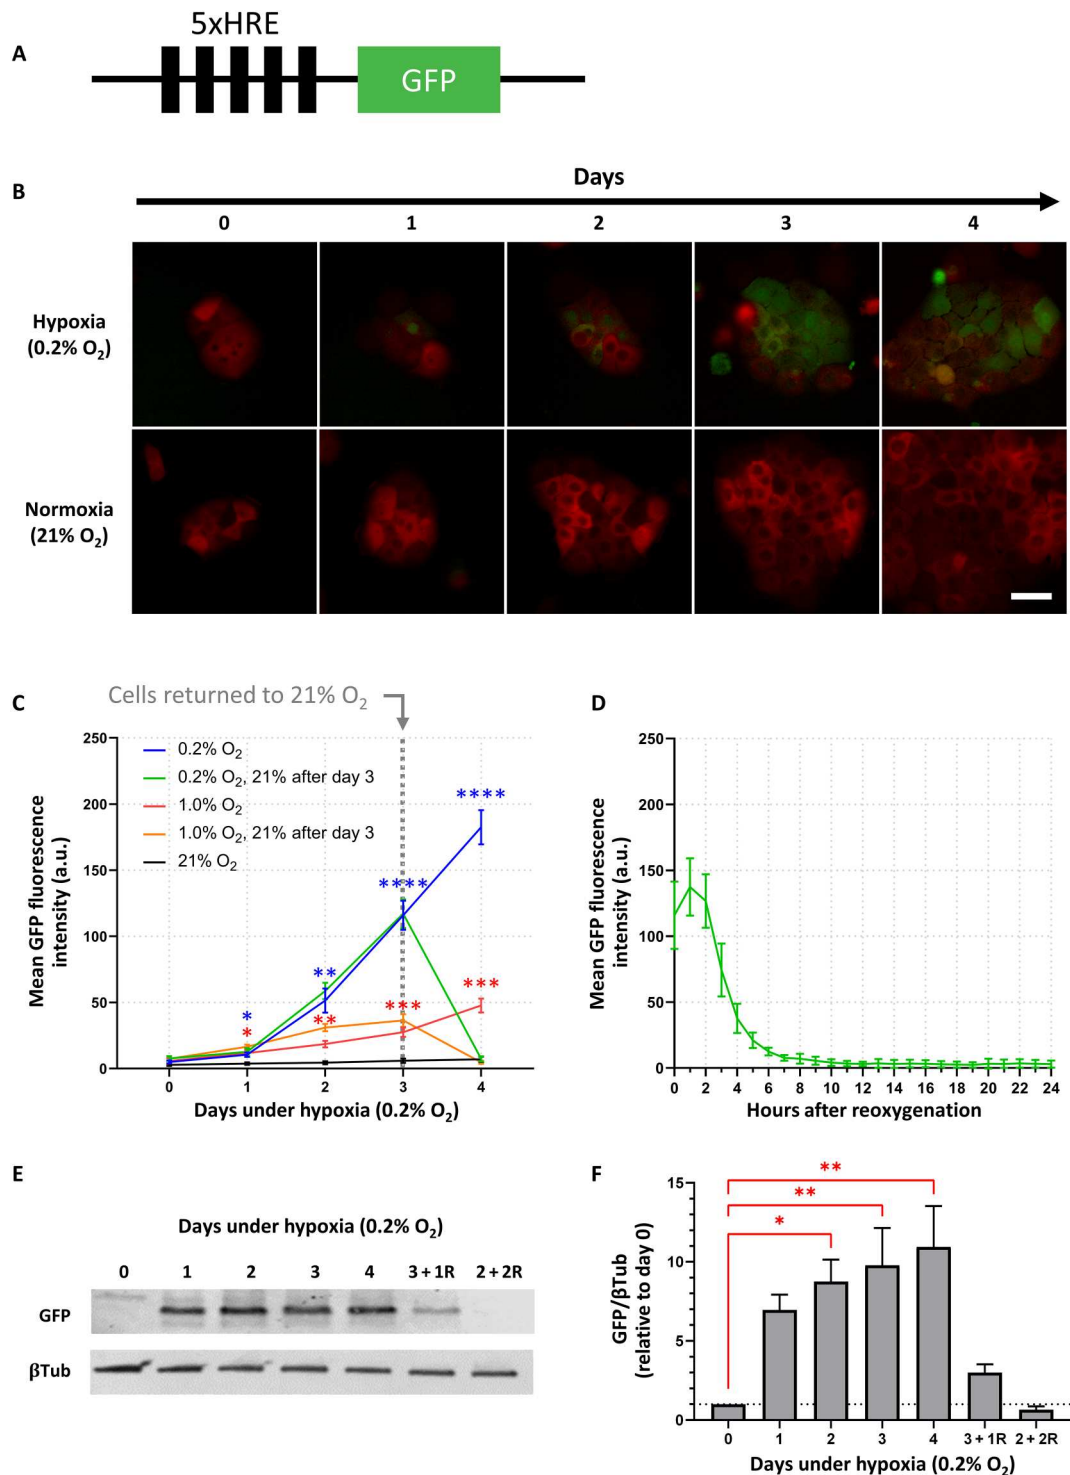 A
5xHRE
GFP
B
Days
0 1 2 3 4
Hypoxia
(0.2% O₂)
Normoxia
(21% O₂)
C
Cells returned to 21% O₂
250
200
150
100
50
0
Mean GFP fluorescence
intensity (a.u.)
0.2% O₂
0.2% O₂, 21% after day 3
1.0% O₂
1.0% O₂, 21% after day 3
21% O₂
*
*
**
**
****
***
****
***
0 1 2 3 4
Days under hypoxia (0.2% O₂)
D
250
200
150
100
50
0
Mean GFP fluorescence
intensity (a.u.)
0 2 4 6 8 10 12 14 16 18 20 22 24
Hours after reoxygenation
E
Days under hypoxia (0.2% O₂)
0 1 2 3 4 3 + 1R 2 + 2R
GFP
βTub
F
**
**
*
15
10
5
0
GFP/βTub
(relative to day 0)
0 1 2 3 4 3 + 1R 2 + 2R
Days under hypoxia (0.2% O₂)